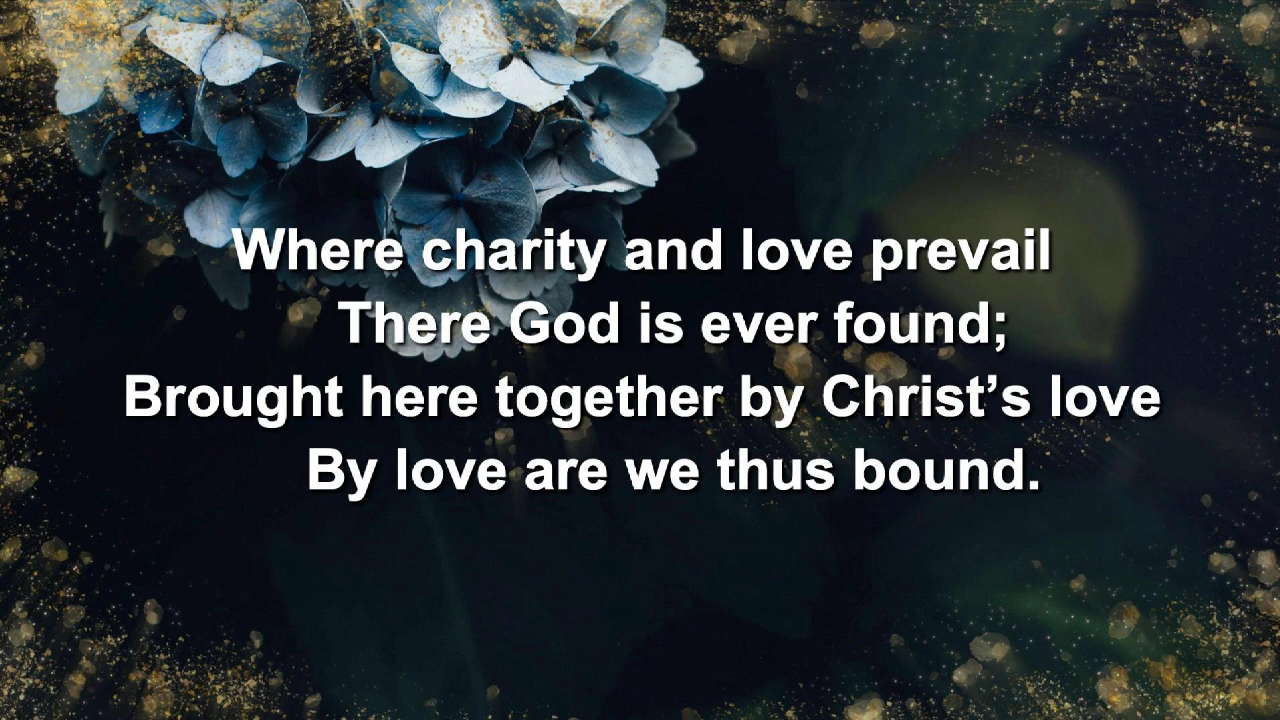 Where charity and love prevail
There God is ever found;
Brought here together by Christ’s love
By love are we thus bound.